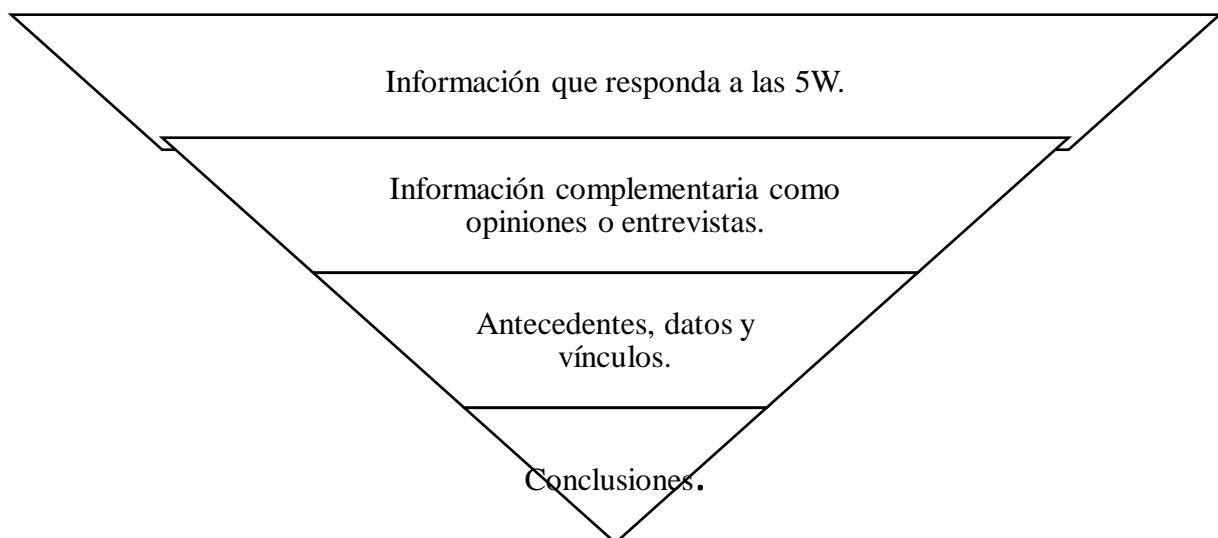 Información que responda a las 5W.
Información complementaria como
opiniones o entrevistas.
Antecedentes, datos y
vínculos.
Conclusiones.